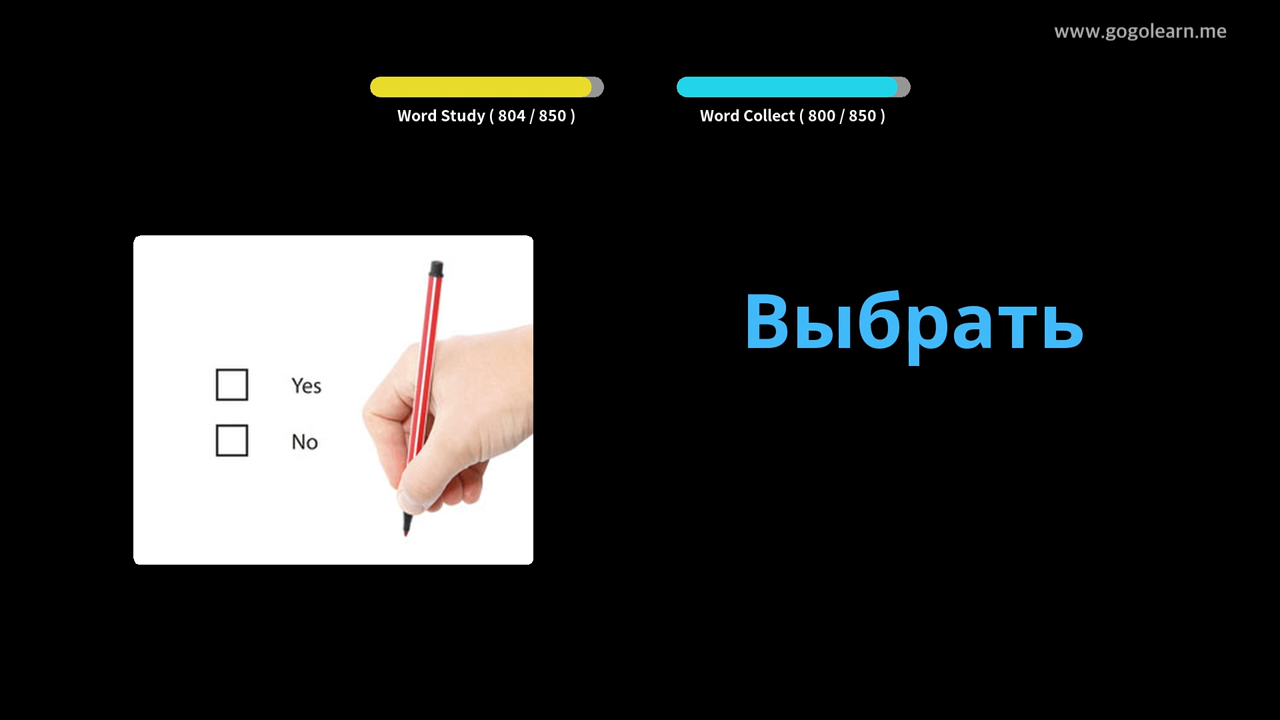 www.gogolearn.me
Word Study ( 804 / 850 )
Word Collect ( 800 / 850 )
Выбрать
Yes
No